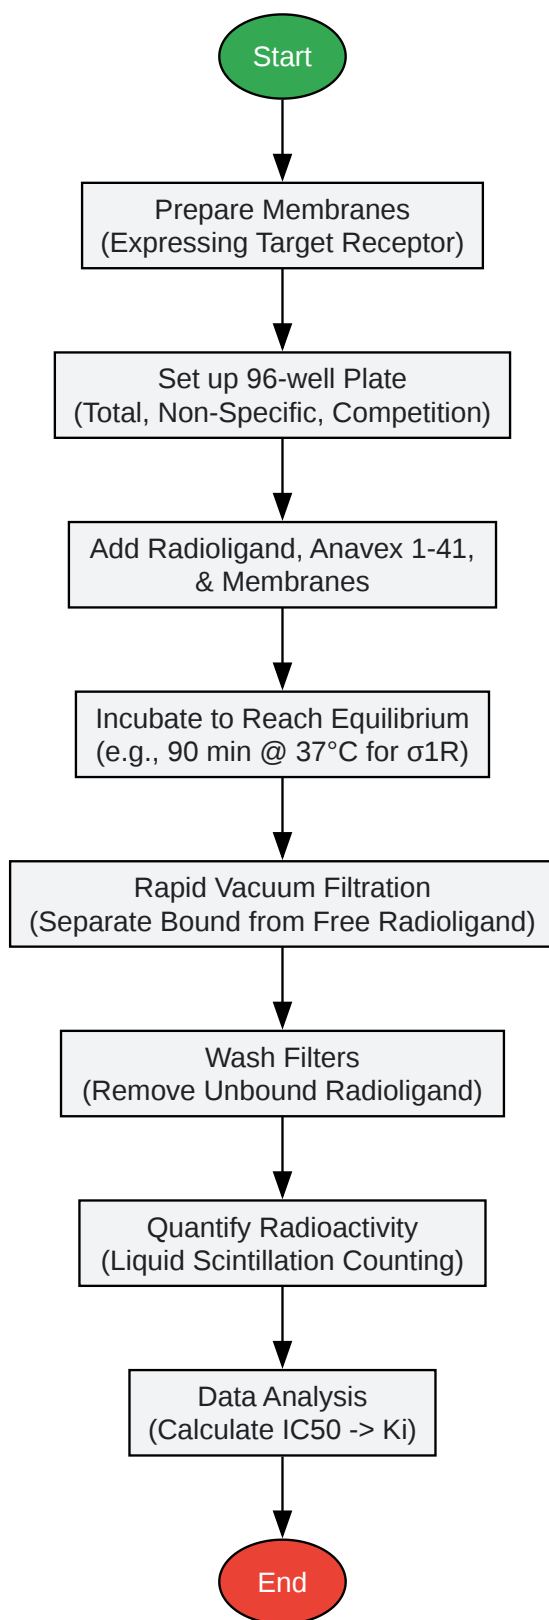 Start
Prepare Membranes
(Expressing Target Receptor)
Set up 96-well Plate
(Total, Non-Specific, Competition)
Add Radioligand, Anavex 1-41,
& Membranes
Incubate to Reach Equilibrium
(e.g., 90 min @ 37°C for σ1R)
Rapid Vacuum Filtration
(Separate Bound from Free Radioligand)
Wash Filters
(Remove Unbound Radioligand)
Quantify Radioactivity
(Liquid Scintillation Counting)
Data Analysis
(Calculate IC50 -> Ki)
End